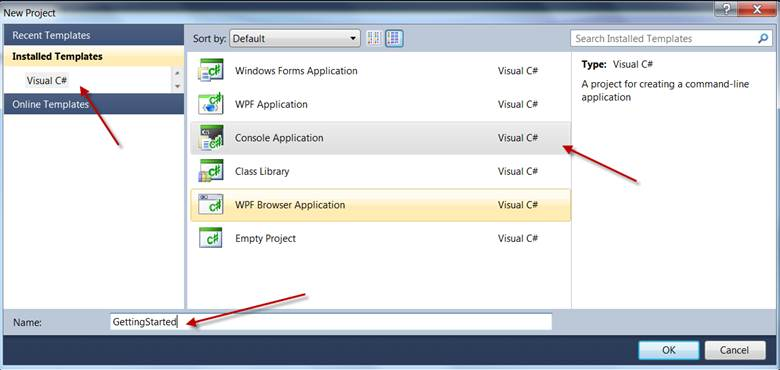 New Project
Recent Templates
Installed Templates
Visual C#
Online Templates
Sort by: Default
Search Installed Templates
Windows Forms Application Visual C#
WPF Application Visual C#
Console Application Visual C#
Class Library Visual C#
WPF Browser Application Visual C#
Empty Project Visual C#
Type: Visual C#
A project for creating a command-line
application
Name: GettingStarted
OK Cancel